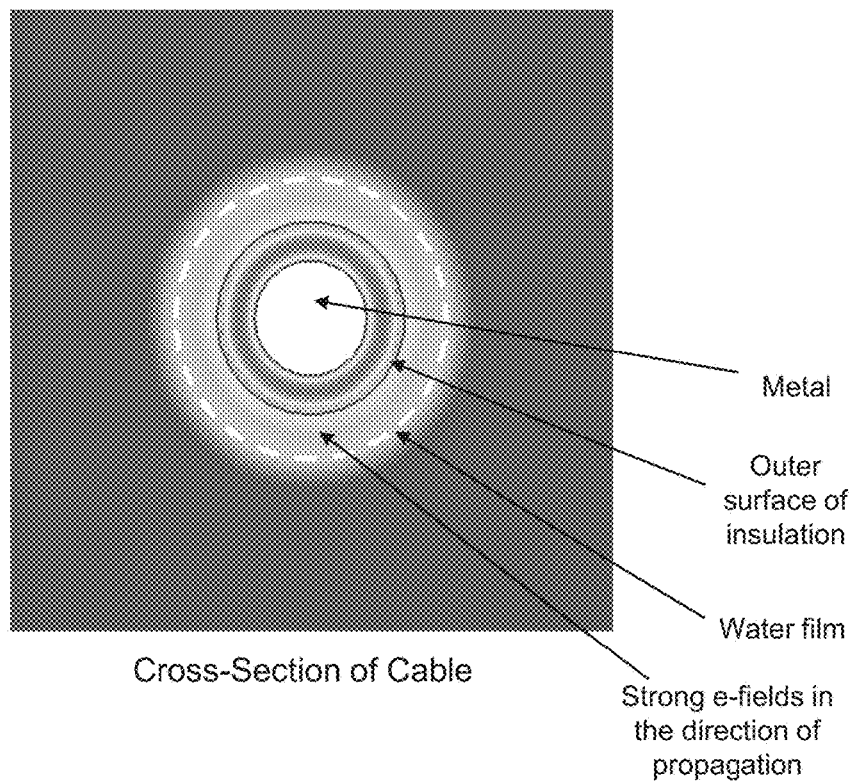 Metal
Outer
surface of
insulation
Water film
Cross-Section of Cable
Strong e-fields in
the direction of
propagation